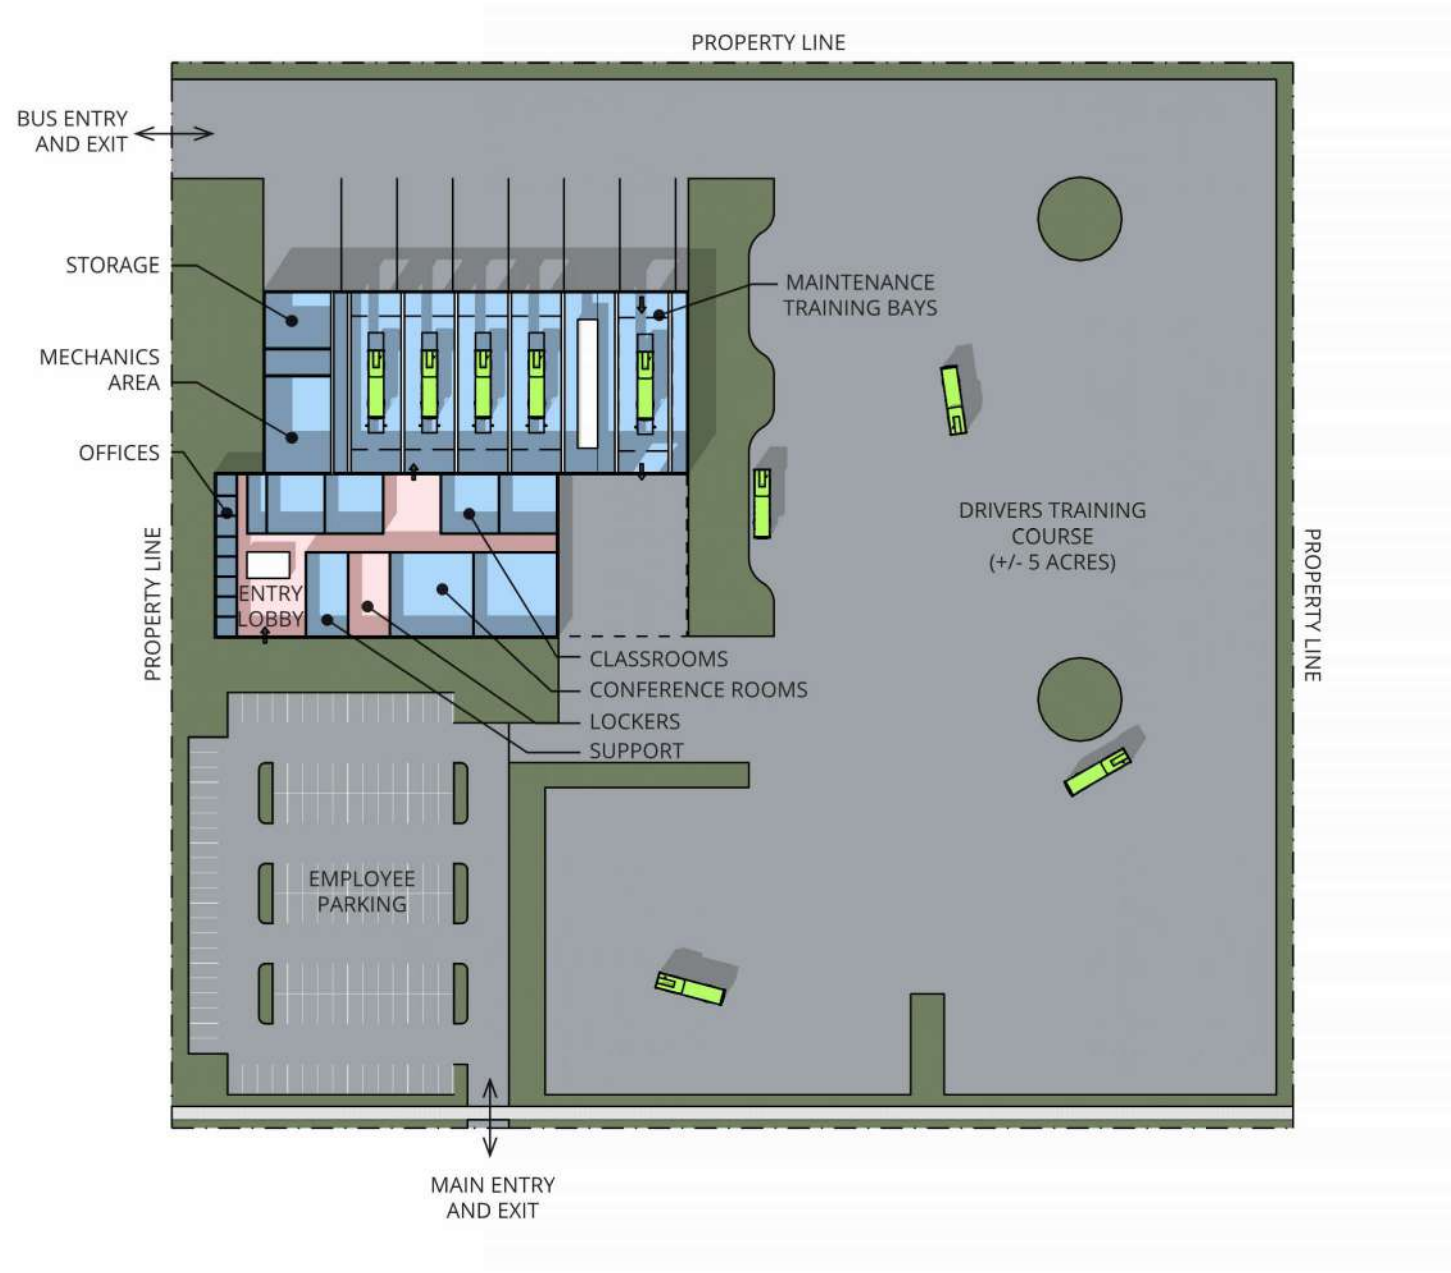 PROPERTY LINE
BUS ENTRY
AND EXIT
STORAGE
MAINTENANCE
TRAINING BAYS
MECHANICS
AREA
OFFICES
DRIVERS TRAINING
COURSE
(+/- 5 ACRES)
PROPERTY LINE
PROPERTY LINE
ENTRY
LOBBY
CLASSROOMS
CONFERENCE ROOMS
LOCKERS
SUPPORT
EMPLOYEE
PARKING
MAIN ENTRY
AND EXIT